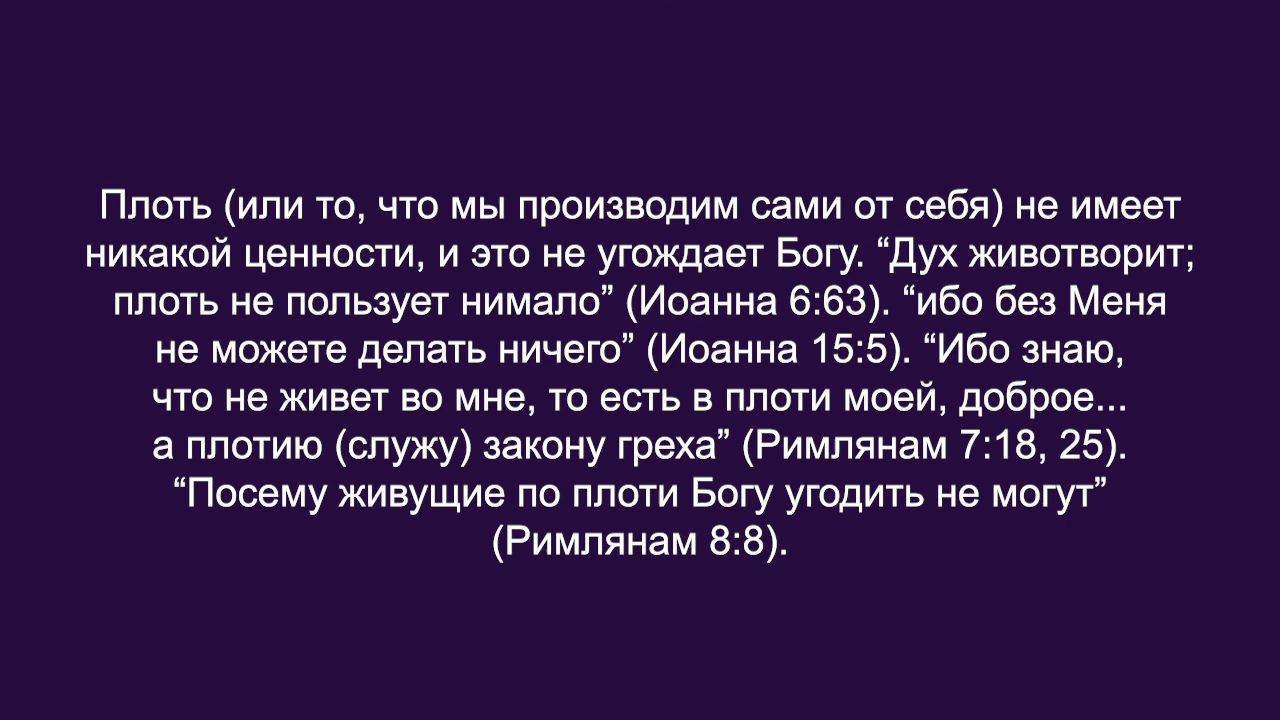 Плоть (или то, что мы производим сами от себя) не имеет
никакой ценности, и это не угождает Богу. “Дух животворит;
плоть не пользует нимало” (Иоанна 6:63). “ибо без Меня
не можете делать ничего” (Иоанна 15:5). “Ибо знаю,
что не живет во мне, то есть в плоти моей, доброе...
а плотию (служу) закону греха” (Римлянам 7:18, 25).
“Посему живущие по плоти Богу угодить не могут”
(Римлянам 8:8).